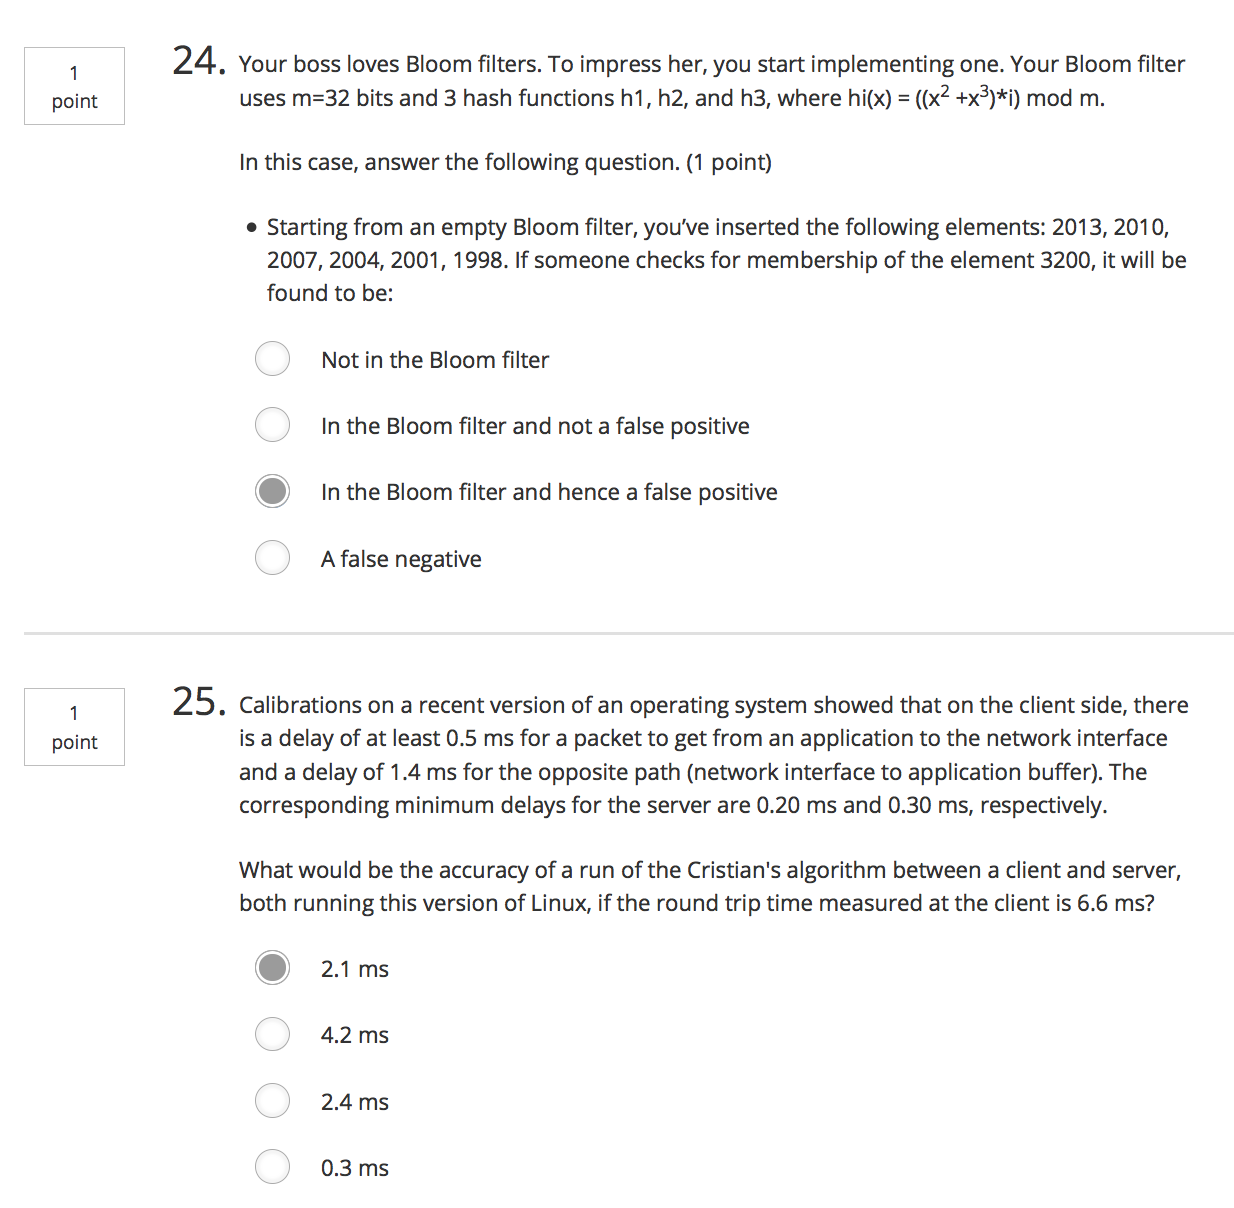 1
point
24. Your boss loves Bloom filters. To impress her, you start implementing one. Your Bloom filter
uses m=32 bits and 3 hash functions h1, h2, and h3, where hi(x) = ((x² +x³)*i) mod m.
In this case, answer the following question. (1 point)
• Starting from an empty Bloom filter, you’ve inserted the following elements: 2013, 2010,
2007, 2004, 2001, 1998. If someone checks for membership of the element 3200, it will be
found to be:
Not in the Bloom filter
In the Bloom filter and not a false positive
In the Bloom filter and hence a false positive
A false negative
1
point
25. Calibrations on a recent version of an operating system showed that on the client side, there
is a delay of at least 0.5 ms for a packet to get from an application to the network interface
and a delay of 1.4 ms for the opposite path (network interface to application buffer). The
corresponding minimum delays for the server are 0.20 ms and 0.30 ms, respectively.
What would be the accuracy of a run of the Cristian's algorithm between a client and server,
both running this version of Linux, if the round trip time measured at the client is 6.6 ms?
2.1 ms
4.2 ms
2.4 ms
0.3 ms